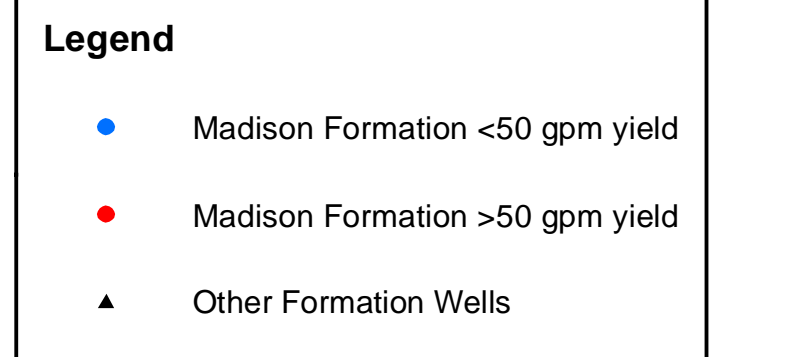 Legend
Madison Formation <50 gpm yield
Madison Formation >50 gpm yield
Other Formation Wells